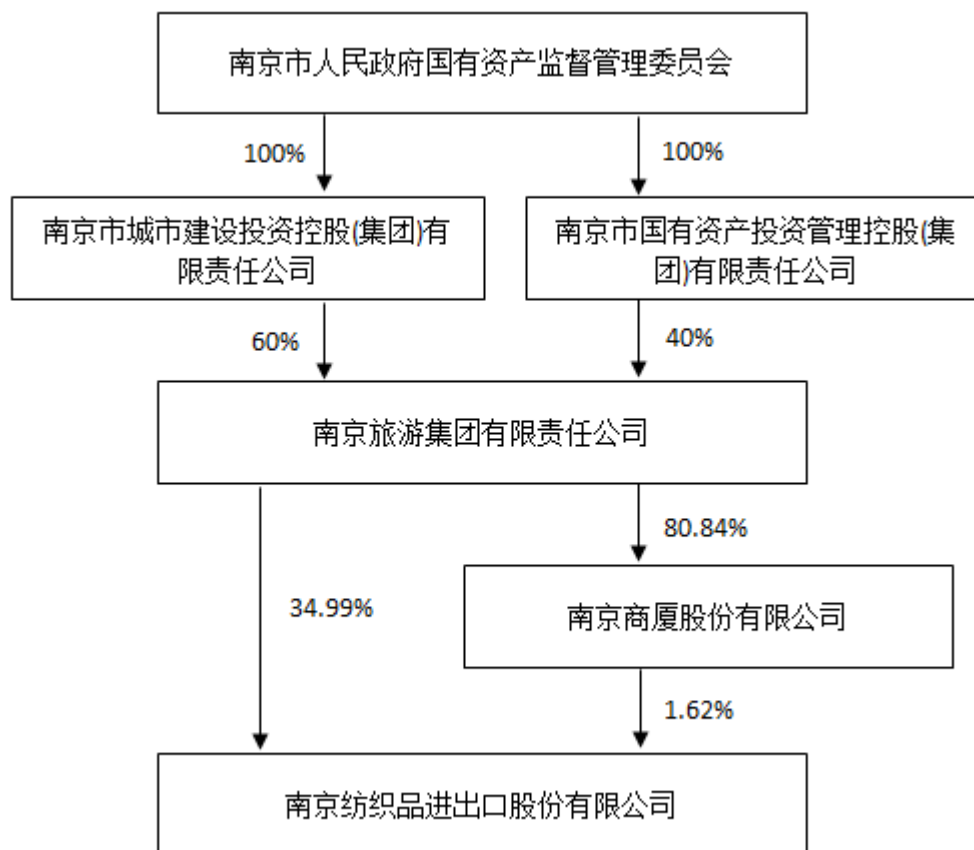 南京市人民政府国有资产监督管理委员会
100%
100%
南京市城市建设投资控股(集团)有
限责任公司
南京市国有资产投资管理控股(集
团)有限责任公司
60%
40%
南京旅游集团有限责任公司
80.84%
34.99%
南京商厦股份有限公司
1.62%
南京纺织品进出口股份有限公司